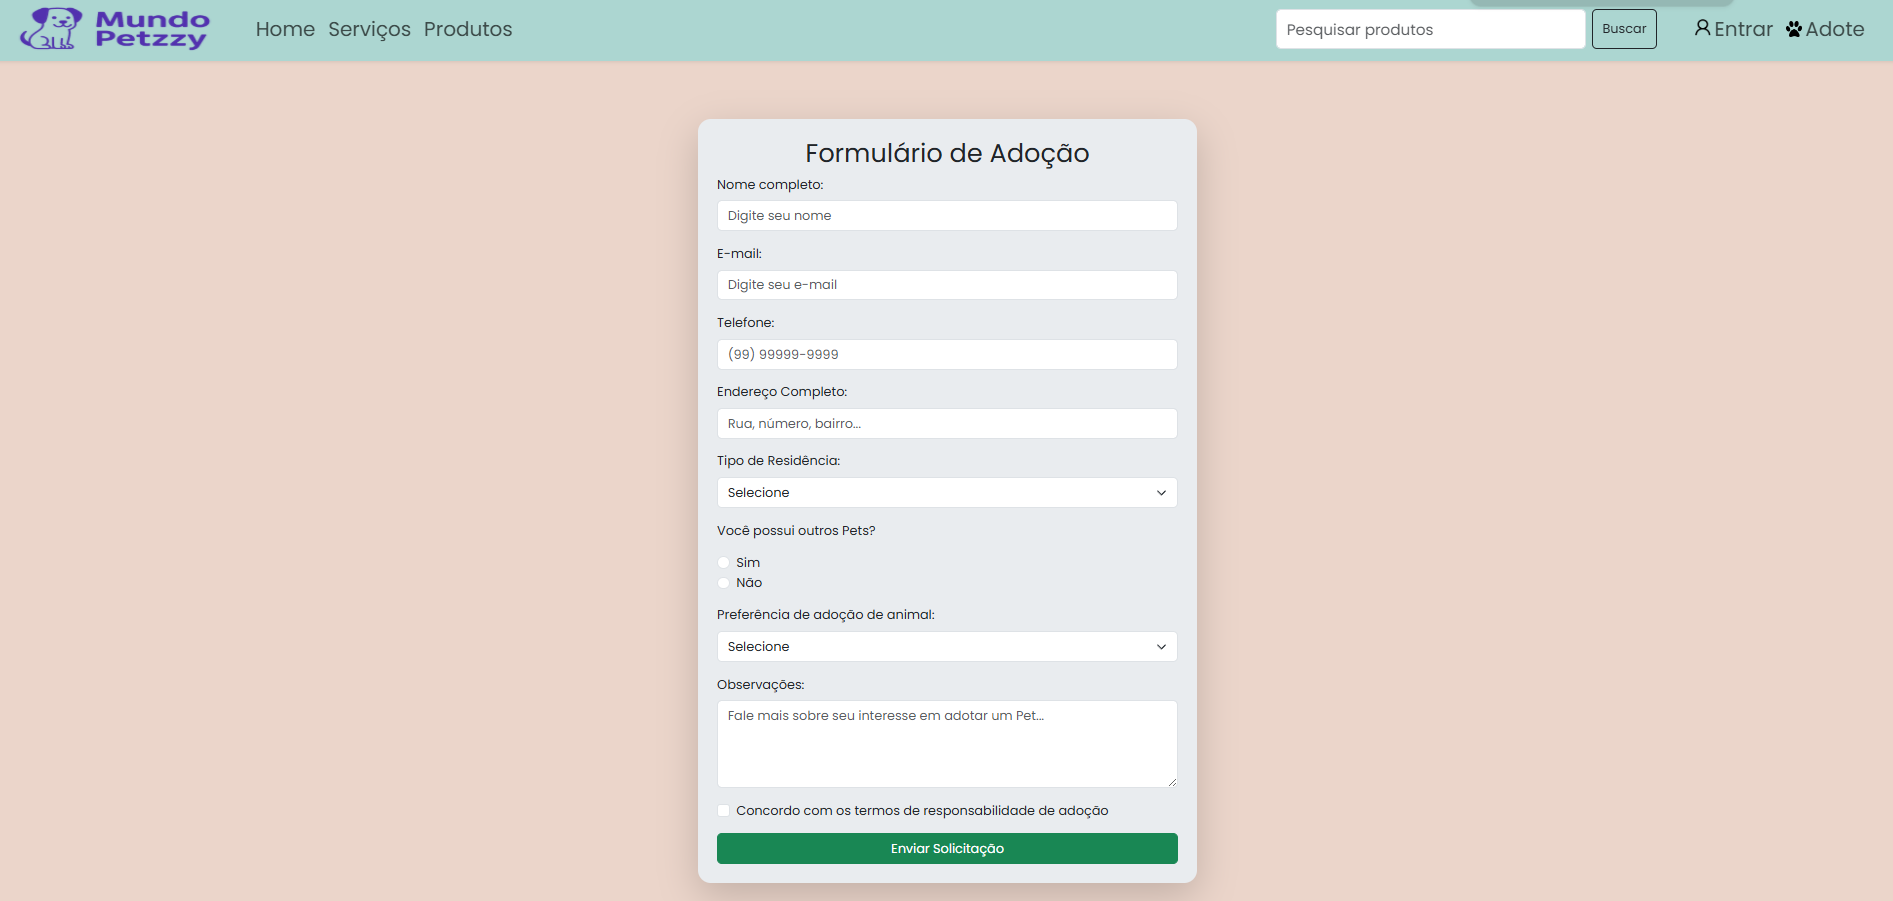 Mundo
Petzzy
Home Serviços Produtos
Pesquisar produtos Buscar Entrar Adote
Formulário de Adoção
Nome completo:
Digite seu nome
E-mail:
Digite seu e-mail
Telefone:
(99) 99999-9999
Endereço Completo:
Rua, número, bairro...
Tipo de Residência:
Selecione
Você possui outros Pets?
Sim
Não
Preferência de adoção de animal:
Selecione
Observações:
Fale mais sobre seu interesse em adotar um Pet...
Concordo com os termos de responsabilidade de adoção
Enviar Solicitação